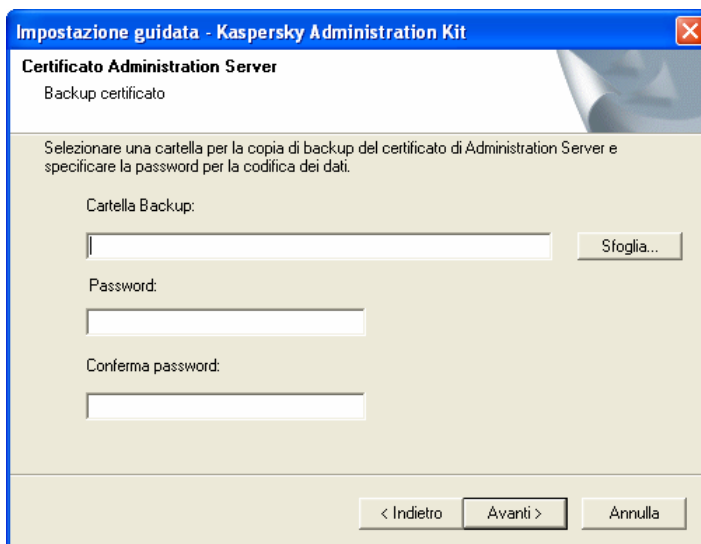 Impostazione guidata - Kaspersky Administration Kit
Certificato Administration Server
Backup certificato
Selezionare una cartella per la copia di backup del certificato di Administration Server e
specificare la password per la codifica dei dati.
Cartella Backup:
Sfoglia...
Password:
Conferma password:
< Indietro
Avanti >
Annulla